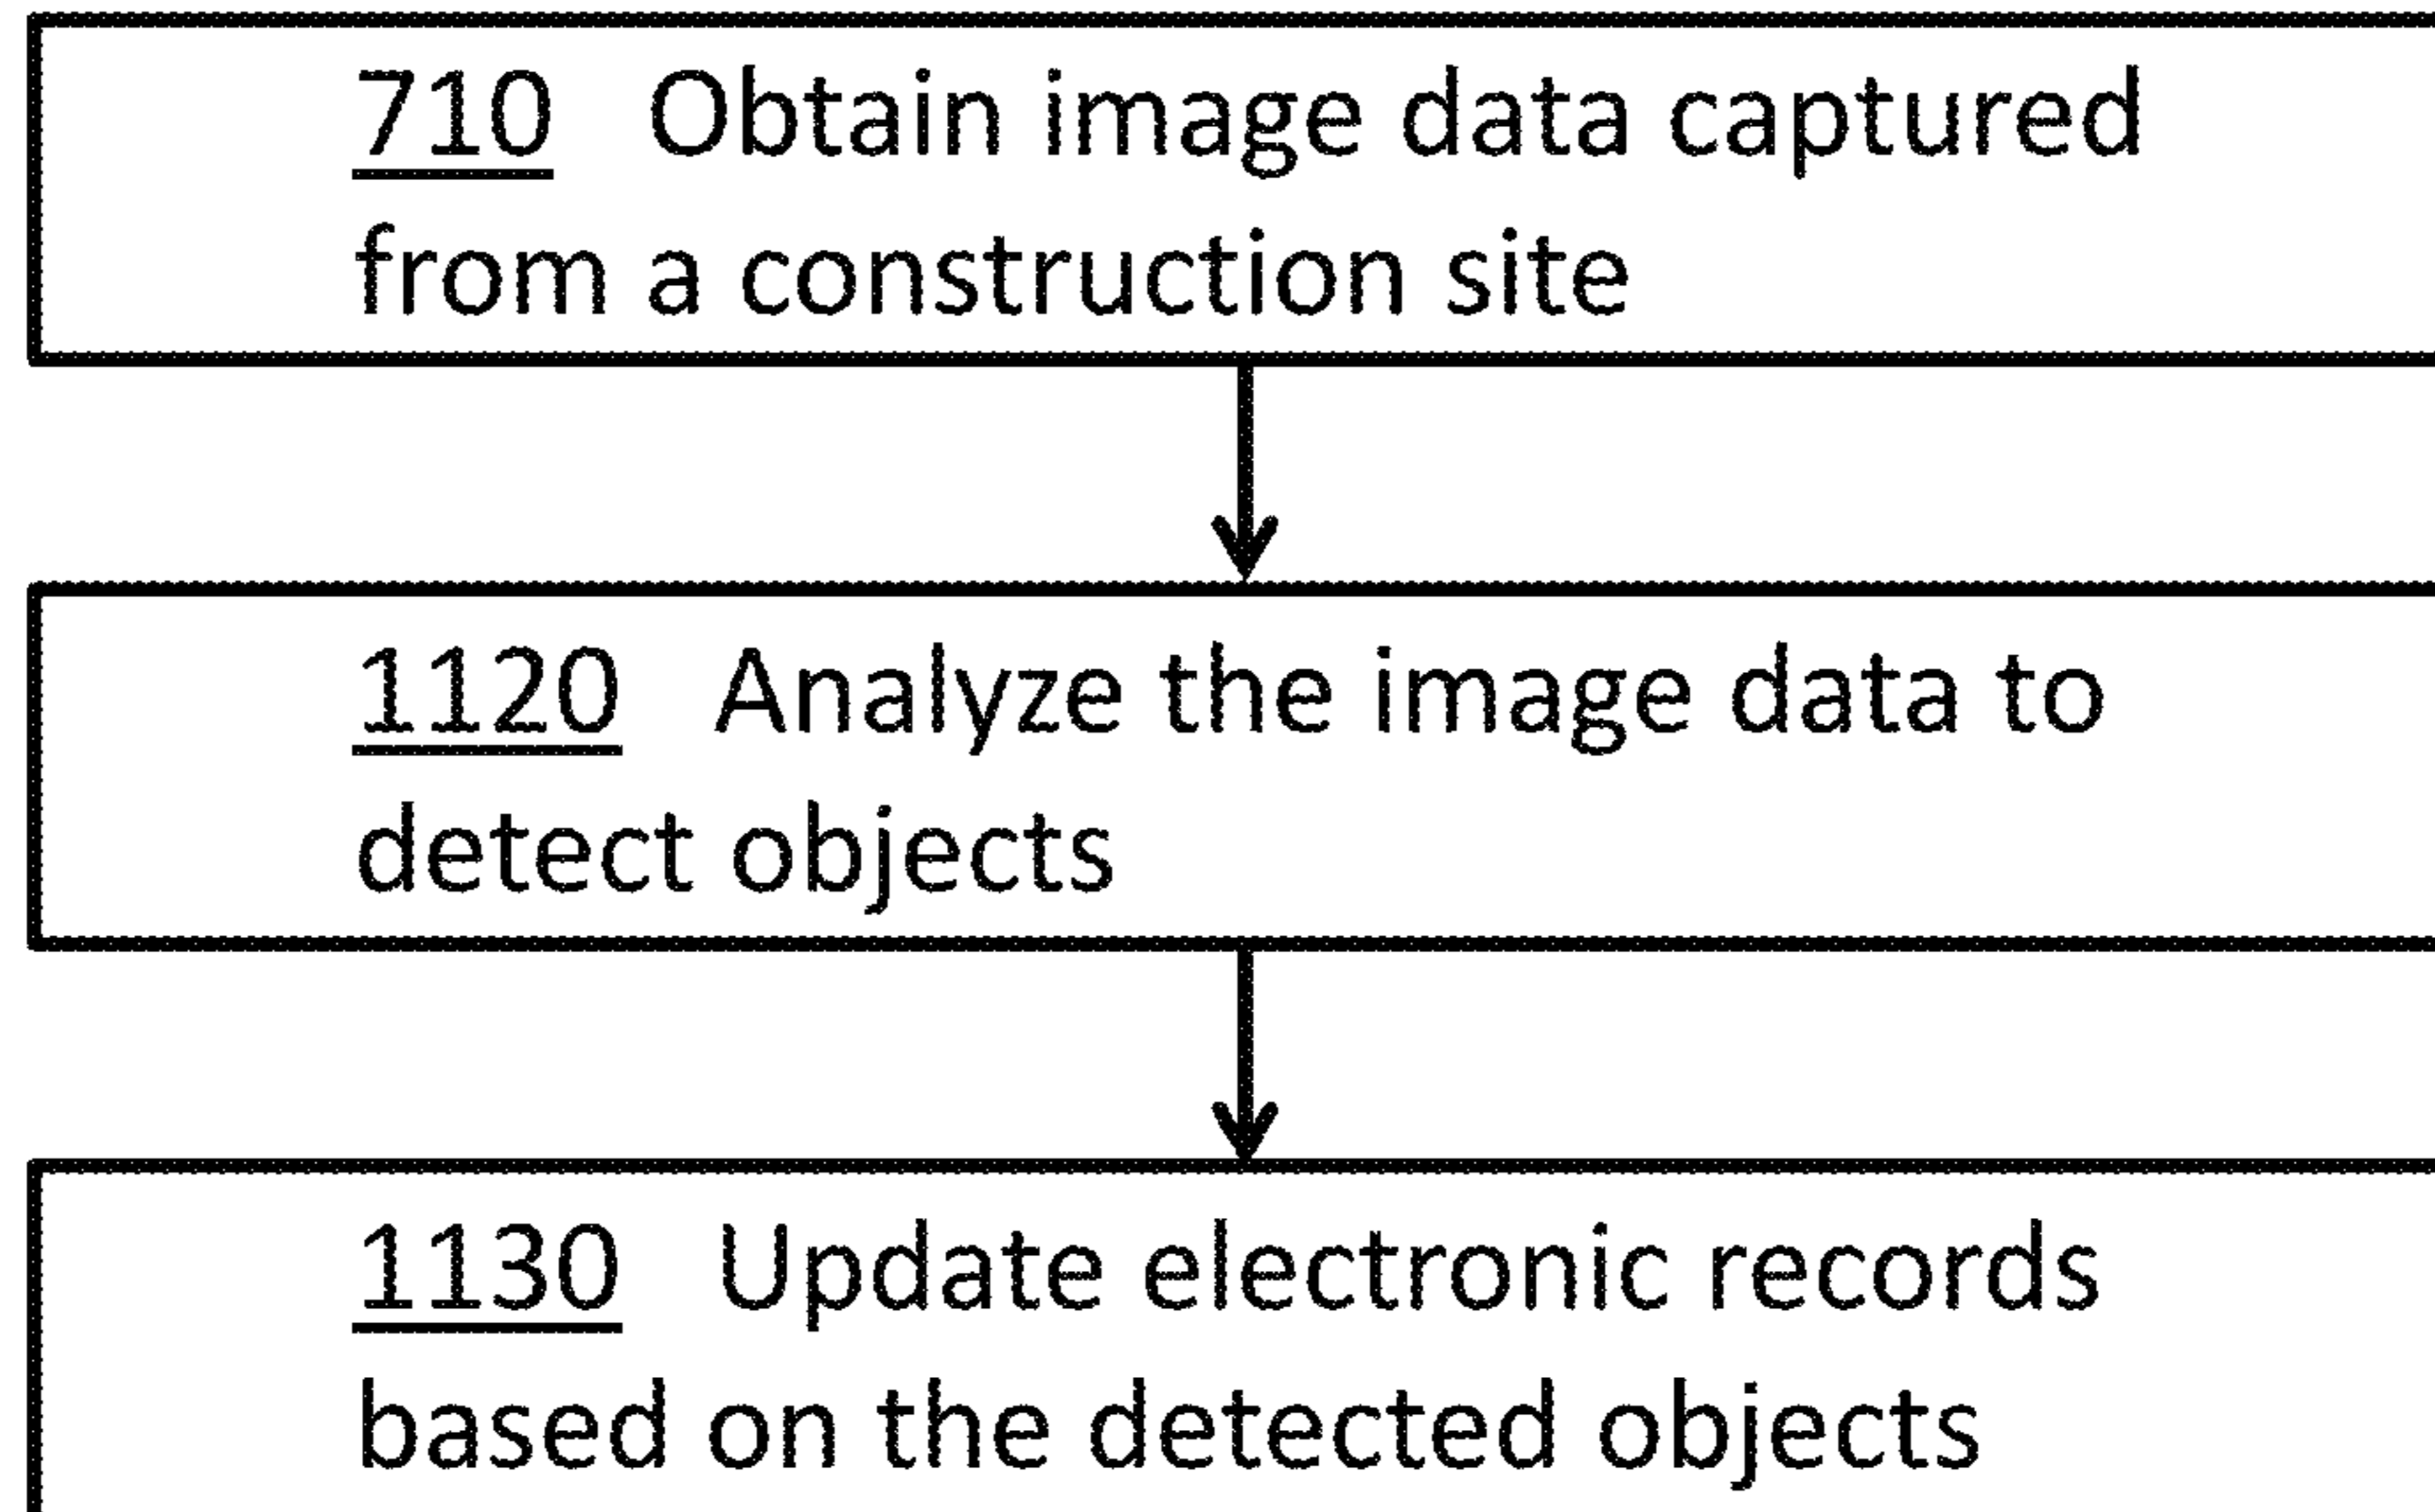 710 Obtain image data captured
from a construction site
1120 Analyze the image data to
detect objects
1130 Update electronic records
based on the detected objects